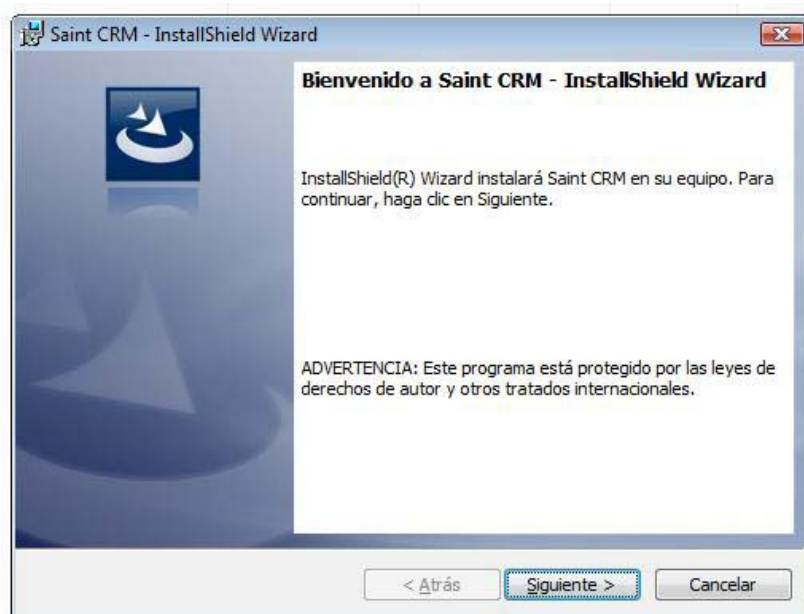 Saint CRM - InstallShield Wizard
Bienvenido a Saint CRM - InstallShield Wizard
InstallShield(R) Wizard instalará Saint CRM en su equipo. Para
continuar, haga clic en Siguiente.
ADVERTENCIA: Este programa está protegido por las leyes de
derechos de autor y otros tratados internacionales.
< Atrás
Siguiente >
Cancelar